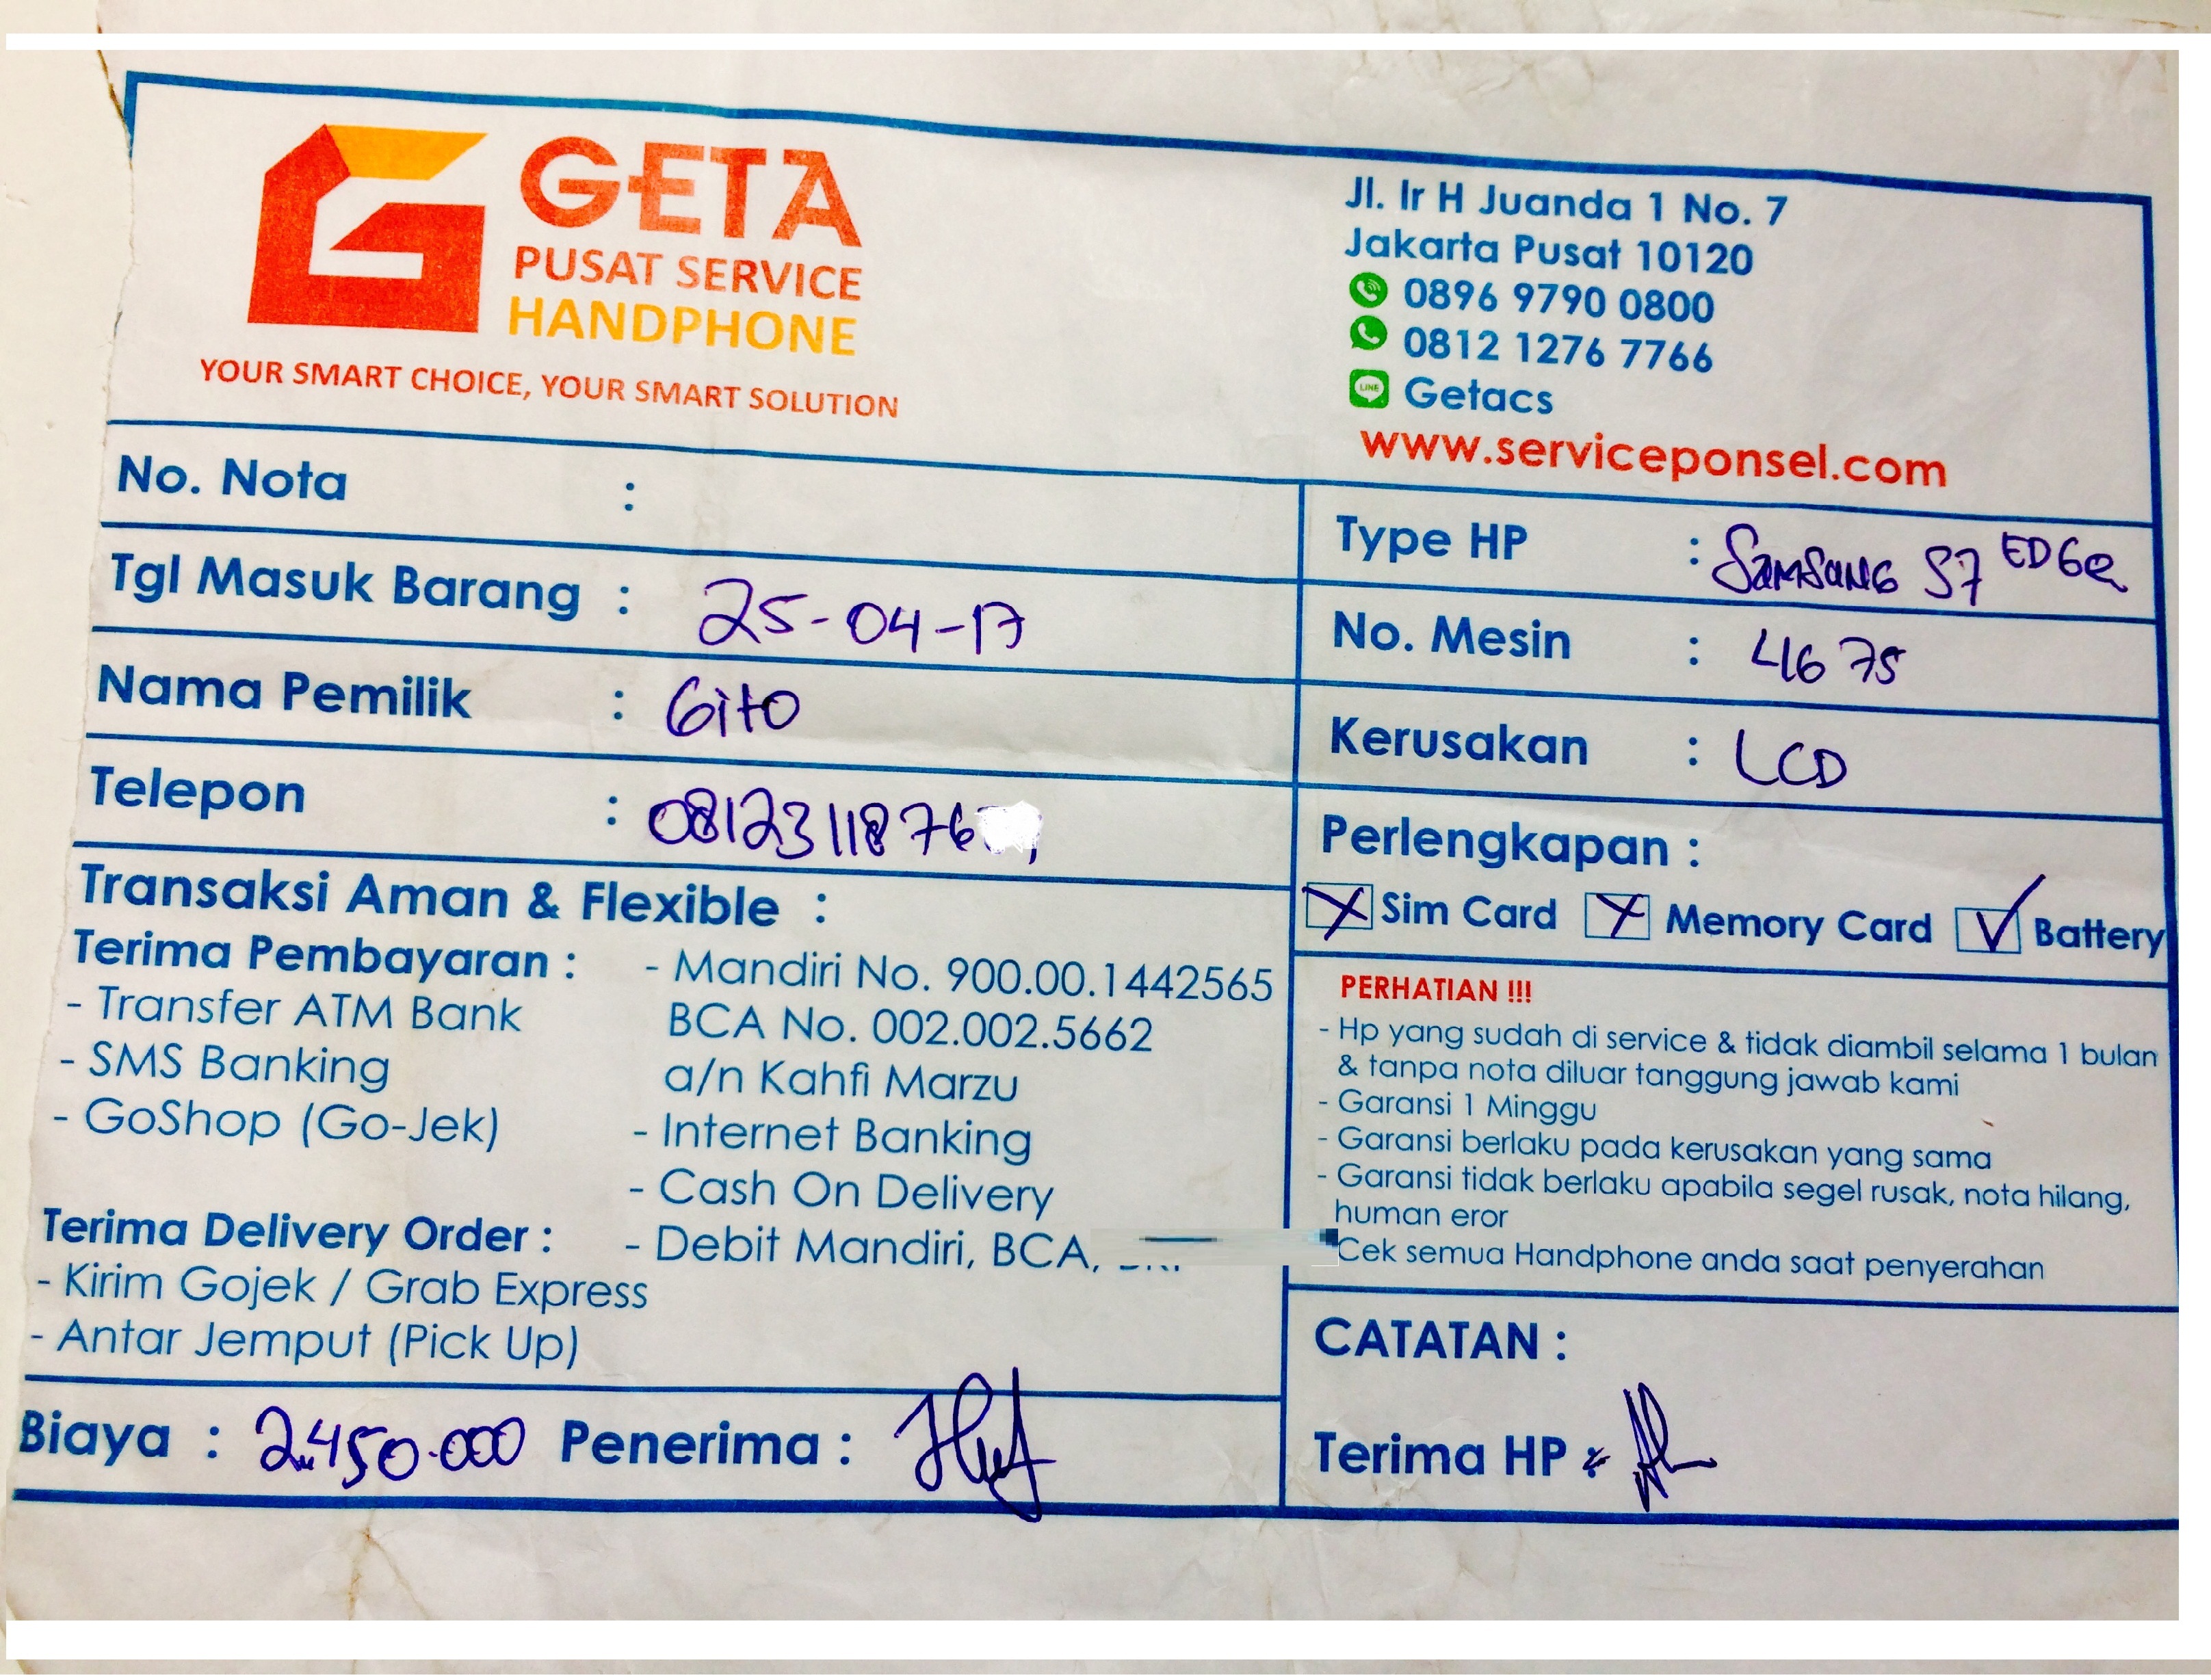 GETA
PUSAT SERVICE
HANDPHONE
YOUR SMART CHOICE, YOUR SMART SOLUTION
Jl. Ir H Juanda 1 No. 7
Jakarta Pusat 10120
0896 9790 0800
0812 1276 7766
LINE Getacs
www.serviceponsel.com
No. Nota :
Tgl Masuk Barang : 25-04-17
Nama Pemilik : Gito
Telepon : 0812311876
Type HP : SAMSUNG S7 EDGE
No. Mesin : 4675
Kerusakan : LCD
Perlengkapan :
Sim Card Memory Card Battery
Transaksi Aman & Flexible :
Terima Pembayaran :
- Transfer ATM Bank
- SMS Banking
- GoShop (Go-Jek)
- Mandiri No. 900.00.1442565
BCA No. 002.002.5662
a/n Kahfi Marzu
- Internet Banking
- Cash On Delivery
- Debit Mandiri, BCA,
Terima Delivery Order :
- Kirim Gojek / Grab Express
- Antar Jemput (Pick Up)
PERHATIAN !!!
- Hp yang sudah di service & tidak diambil selama 1 bulan
& tanpa nota diluar tanggung jawab kami
- Garansi 1 Minggu
- Garansi berlaku pada kerusakan yang sama
- Garansi tidak berlaku apabila segel rusak, nota hilang,
human eror
Cek semua Handphone anda saat penyerahan
Biaya : 2.450.000 Penerima :
CATATAN :
Terima HP :